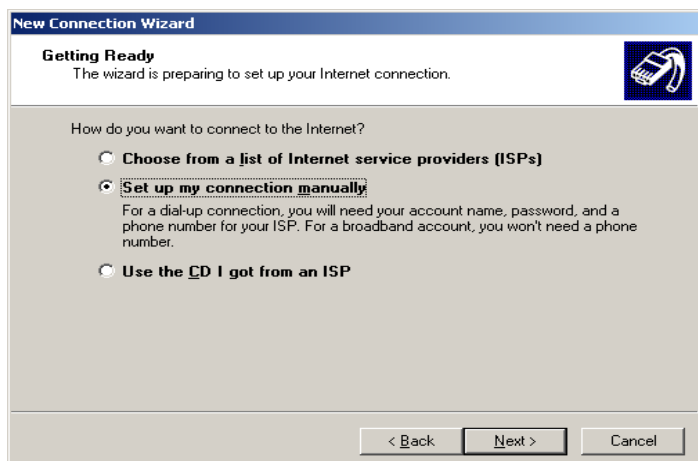 New Connection Wizard
Getting Ready
The wizard is preparing to set up your Internet connection.
How do you want to connect to the Internet?
Choose from a list of Internet service providers (ISPs)
Set up my connection manually
For a dial-up connection, you will need your account name, password, and a
phone number for your ISP. For a broadband account, you won't need a phone
number.
Use the CD I got from an ISP
< Back
Next >
Cancel